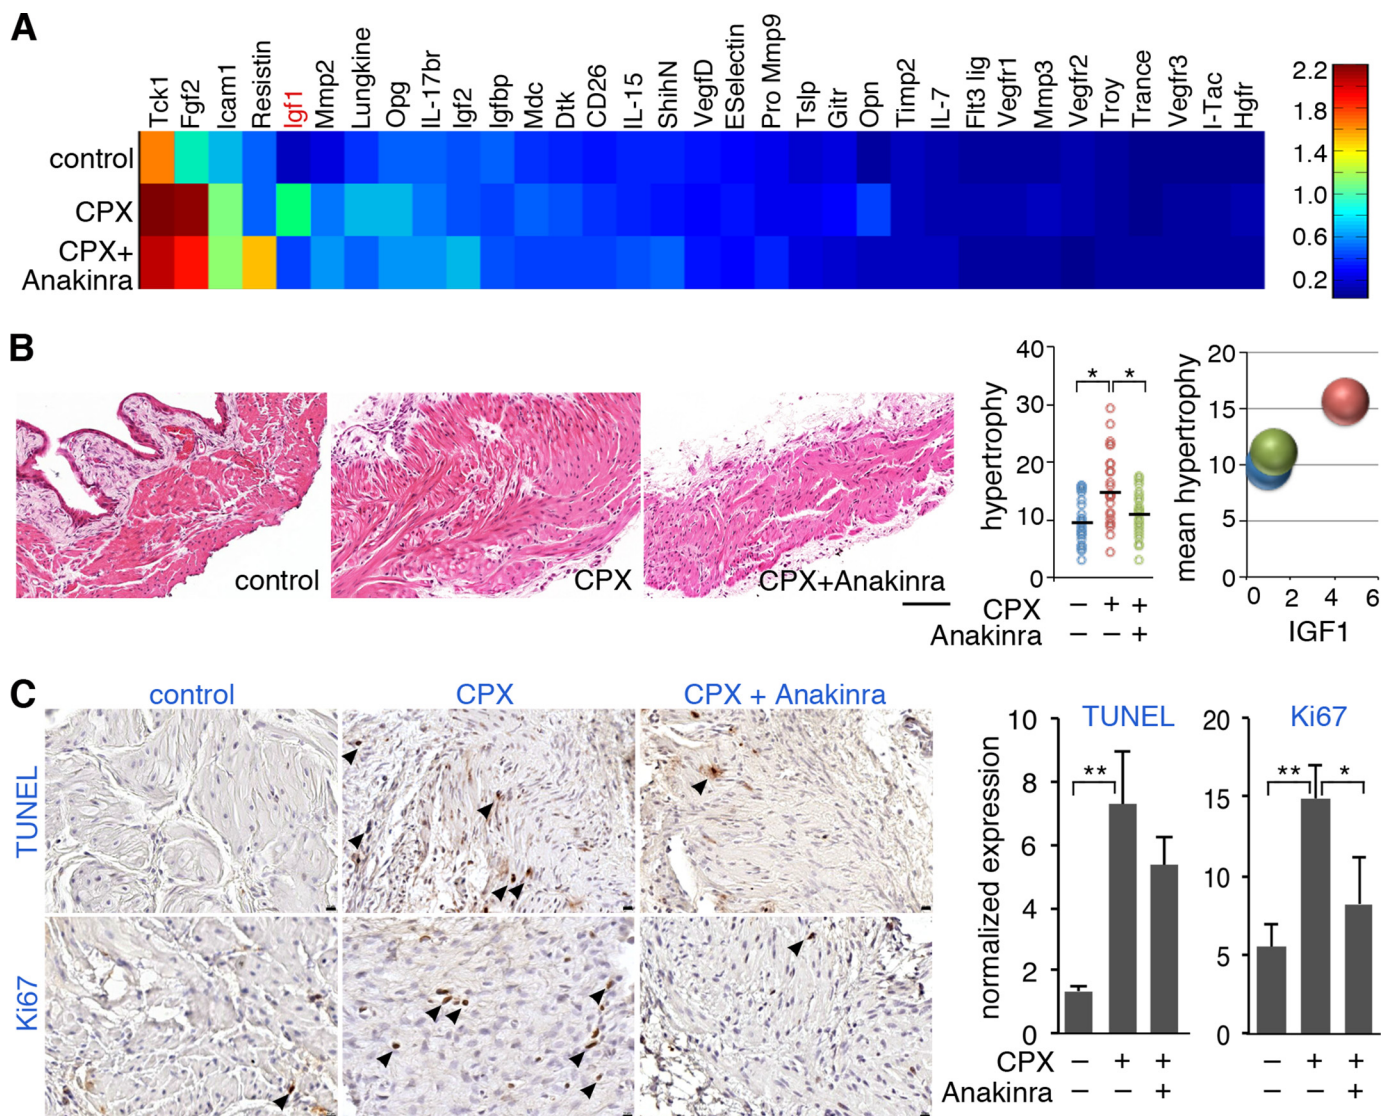 A
Tck1
Fgf2
Icam1
Resistin
Igf1
Mmp2
Lungkine
Opg
IL-17br
Igf2
Igfbp
Mdc
Dtk
CD26
IL-15
ShihN
VegfD
ESelectin
Pro Mmp9
Tslp
Gitr
Opn
Timp2
IL-7
Flt3 lig
Vegfr1
Mmp3
Vegfr2
Troy
Trance
Vegfr3
I-Tac
Hgfr
control
CPX
CPX+
Anakinra
2.2
1.8
1.4
1.0
0.6
0.2
B
control
CPX
CPX+Anakinra
hypertrophy
40
30
20
10
0
* *
CPX − + +
Anakinra − − +
mean hypertrophy
20
15
10
5
0
0 2 4 6
IGF1
C
control
CPX
CPX + Anakinra
TUNEL
Ki67
normalized expression
TUNEL
10
8
6
4
2
0
**
Ki67
20
15
10
5
0
** *
CPX − + + − + +
Anakinra − − + − − +